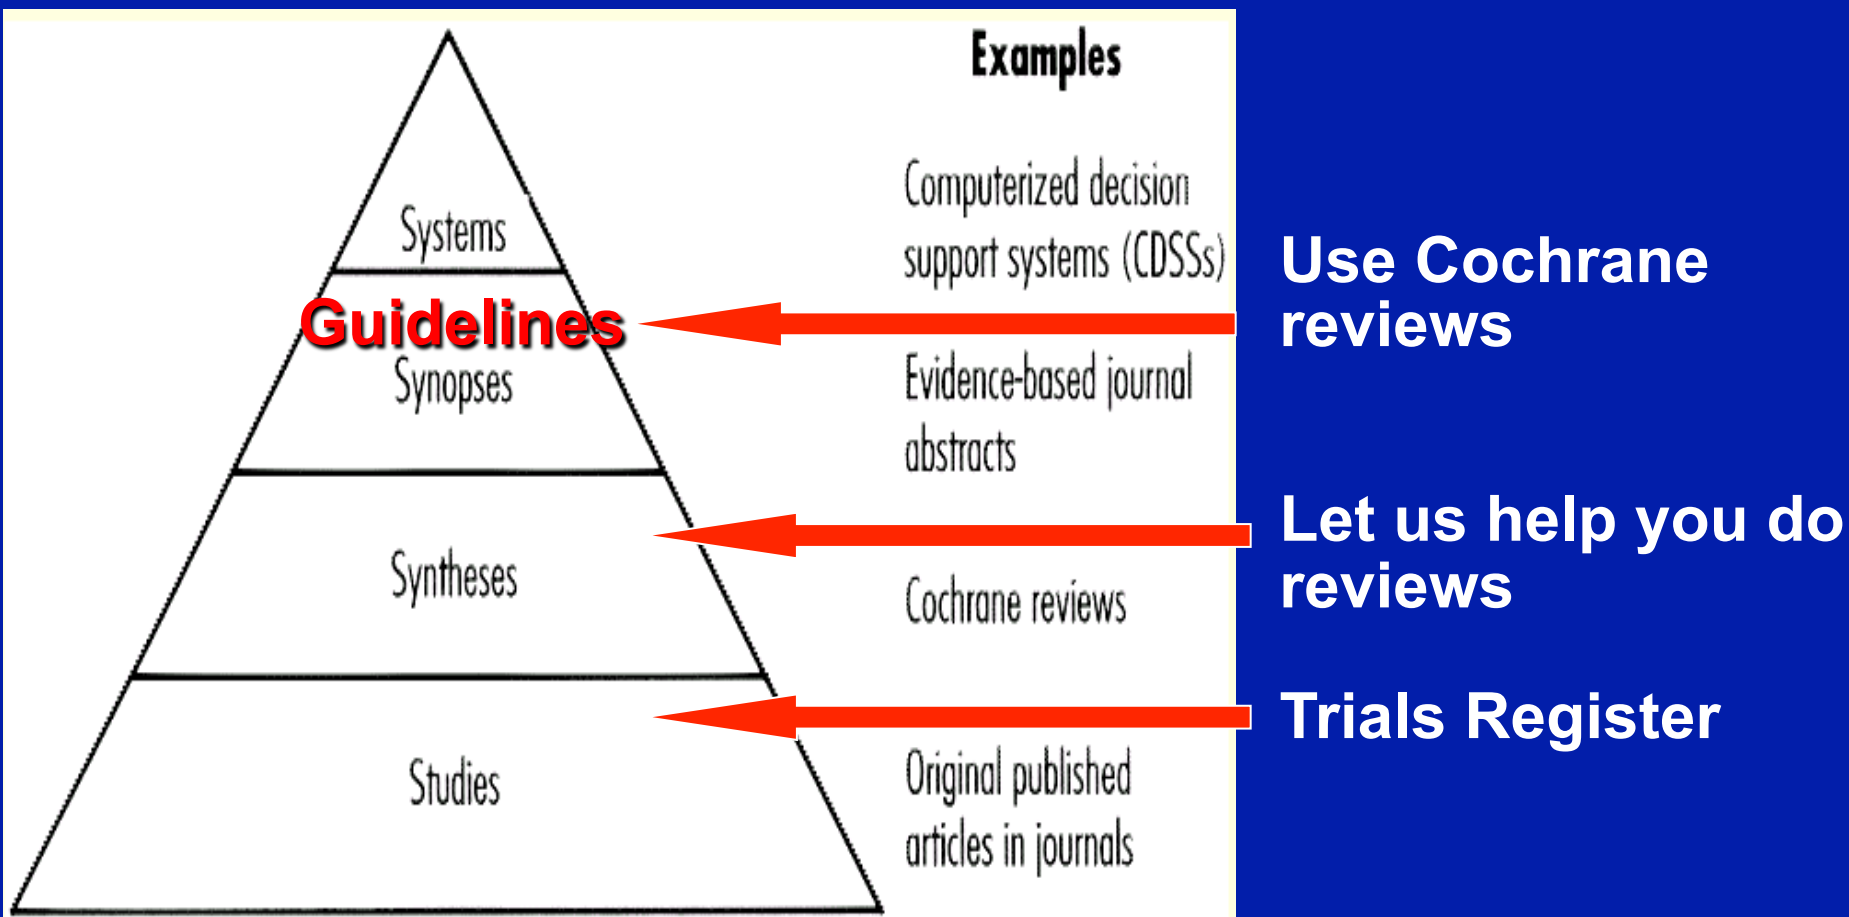 Examples
Systems
Computerized decision
support systems (CDSSs)
Guidelines
Synopses
Evidence-based journal
abstracts
Syntheses
Cochrane reviews
Studies
Original published
articles in journals
Use Cochrane
reviews
Let us help you do
reviews
Trials Register